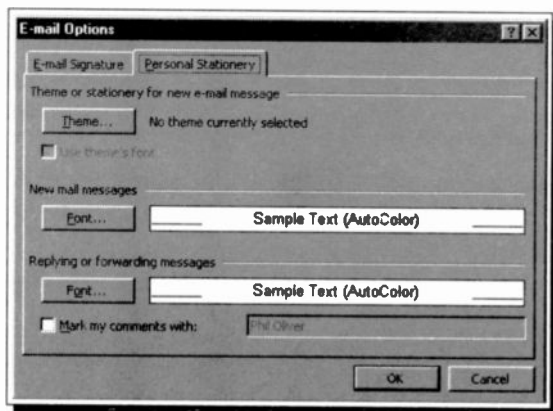 E-mail Options
E-mail Signature Personal Stationery
Theme or stationery for new e-mail message
Theme... No theme currently selected
Use theme's font
New mail messages
Font... Sample Text (AutoColor)
Replying or forwarding messages
Font... Sample Text (AutoColor)
Mark my comments with: Phil Oliver
OK Cancel